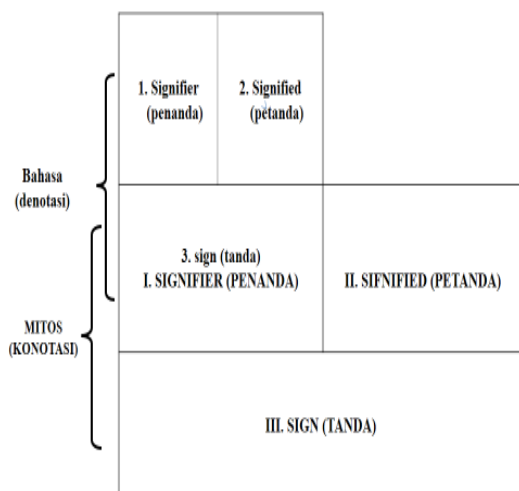 1. Signifier
(penanda)
2. Signified
(petanda)
Bahasa
(denotasi)
3. sign (tanda)
I. SIGNIFIER (PENANDA)
II. SIFNIFIED (PETANDA)
MITOS
(KONOTASI)
III. SIGN (TANDA)